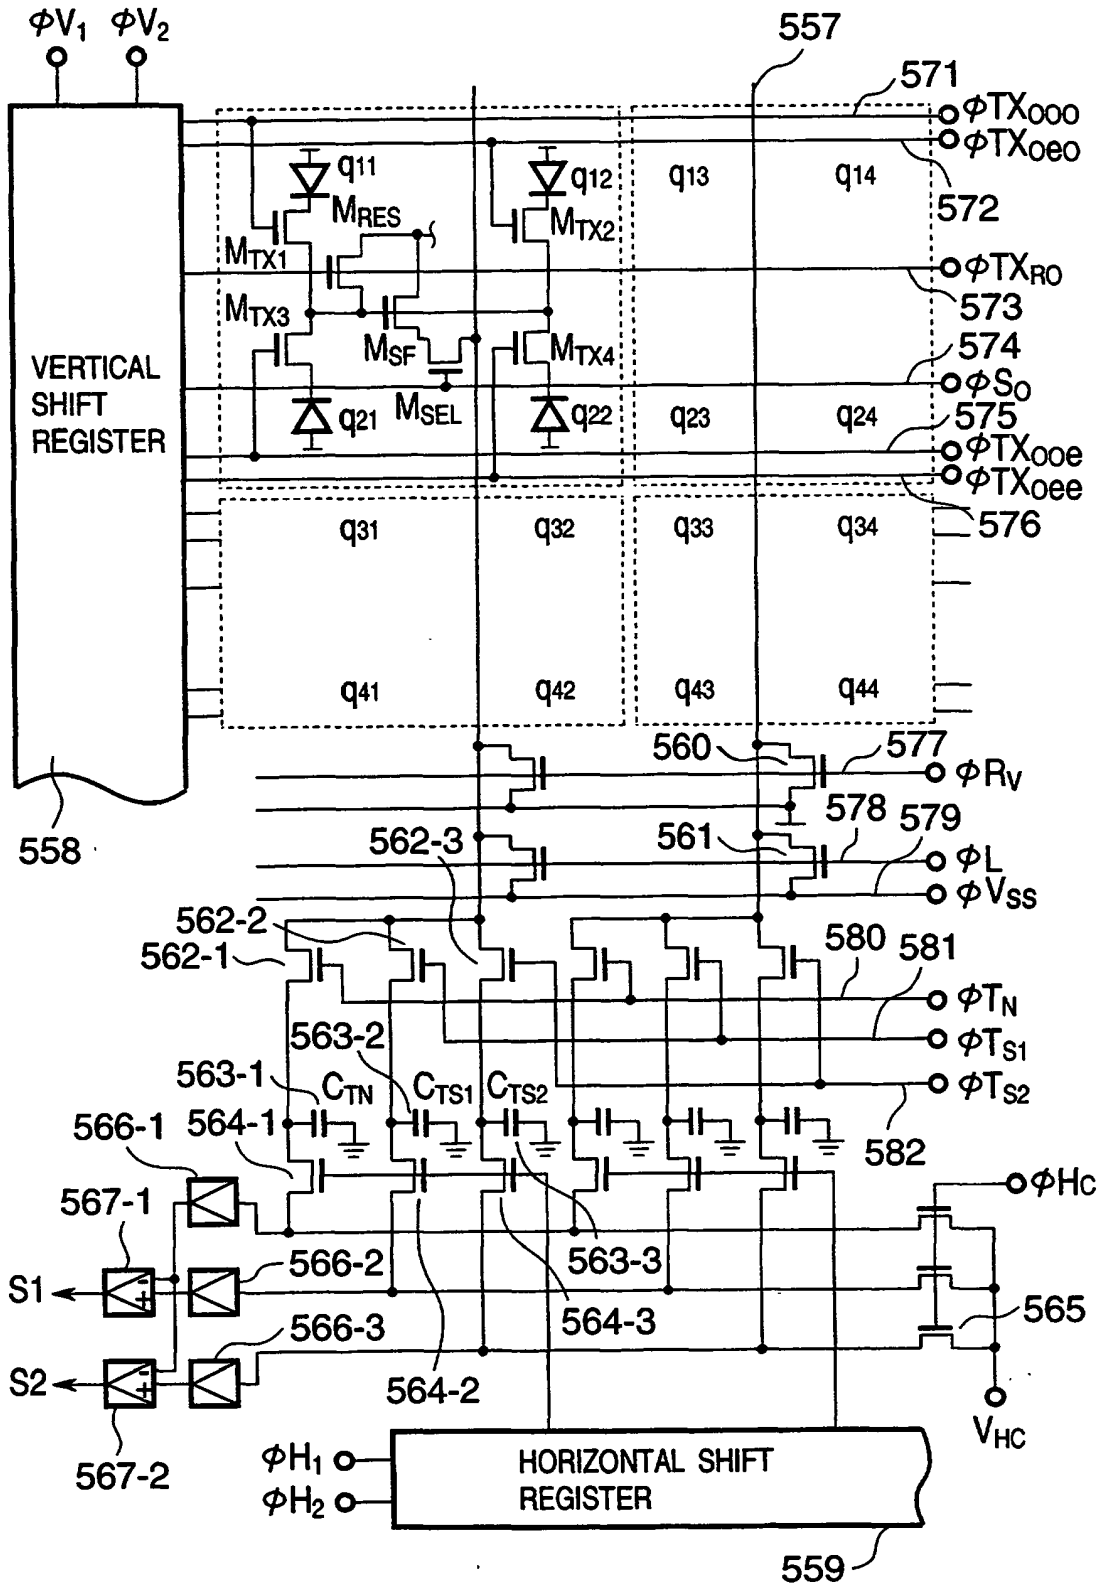 ϕV1 ϕV2 557
571
ϕTXOOO
ϕTXOeO
572
q11 q12 q13 q14
MRES
MTX1 MTX2
ϕTXRO
573
MTX3 MSF MTX4
574
VERTICAL
SHIFT
REGISTER
ϕSO
MSEL
q21 q22 q23 q24
575
ϕTXOOe
ϕTXOee
576
q31 q32 q33 q34
q41 q42 q43 q44
558
560 577
ϕRV
578 579
562-3 561
ϕL
ϕVSS
562-2
562-1
580 581
ϕTN
563-2
ϕTS1
563-1 CTN CTS1 CTS2
ϕTS2
582
564-1
566-1
567-1
ϕHC
563-3
566-2
S1
565
564-3
566-3
S2
564-2
VHC
567-2
ϕH1
ϕH2
HORIZONTAL SHIFT
REGISTER
559